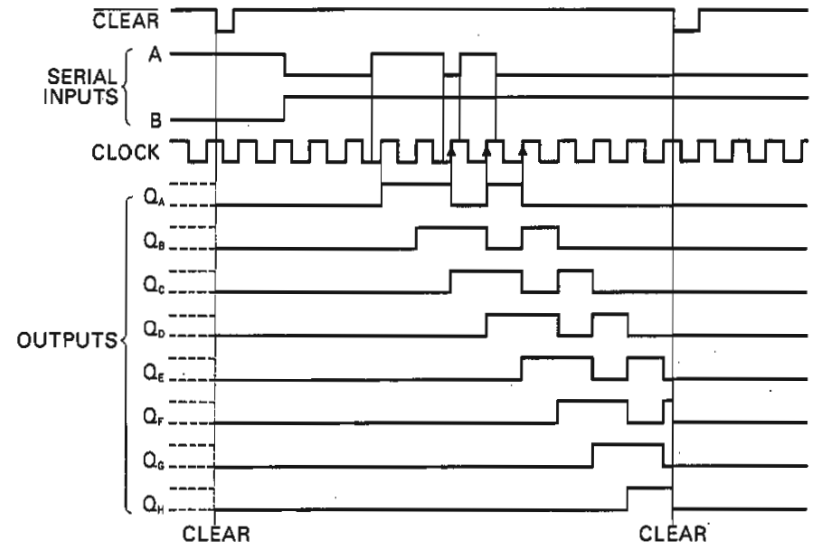 CLEAR
A
SERIAL
INPUTS
B
CLOCK
QA
QB
QC
QD
OUTPUTS
QE
QF
QG
QH
CLEAR CLEAR